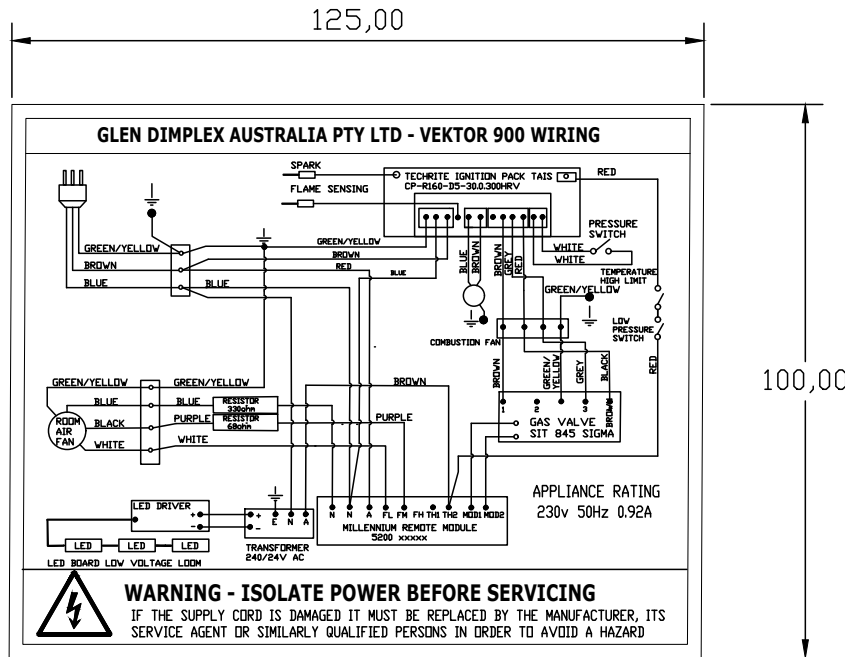 125,00
100,00
GLEN DIMPLEX AUSTRALIA PTY LTD - VEKTOR 900 WIRING
SPARK
FLAME SENSING
TECHRITE IGNITION PACK TAIS
CP-R160-D5-30.0.300HRV
RED
PRESSURE
SWITCH
WHITE
WHITE
TEMPERATURE
HIGH LIMIT
LOW
PRESSURE
SWITCH
RED
GREEN/YELLOW
BROWN
BLUE
BLUE
GREEN/YELLOW
BROWN
RED
BLUE
BLUE
BROWN
BROWN
GREY
RED
GREEN/YELLOW
COMBUSTION FAN
BROWN
GREEN/
YELLOW
GREY
BLACK
BROWN
1 2 3
GAS VALVE
SIT 845 SIGMA
GREEN/YELLOW
GREEN/YELLOW
BLUE
BLUE
RESISTOR
330ohm
BLACK
PURPLE
RESISTOR
68ohm
PURPLE
WHITE
WHITE
BROWN
ROOM
AIR
FAN
LED DRIVER
+
-
+
-
E N A
TRANSFORMER
240/24V AC
LED LED LED
LED BOARD LOW VOLTAGE LOOM
N N A FL FM FH TH1 TH2 MOD1 MOD2
MILLENNIUM REMOTE MODULE
5200 xxxxx
APPLIANCE RATING
230v 50Hz 0.92A
WARNING - ISOLATE POWER BEFORE SERVICING
IF THE SUPPLY CORD IS DAMAGED IT MUST BE REPLACED BY THE MANUFACTURER, ITS
SERVICE AGENT OR SIMILARLY QUALIFIED PERSONS IN ORDER TO AVOID A HAZARD